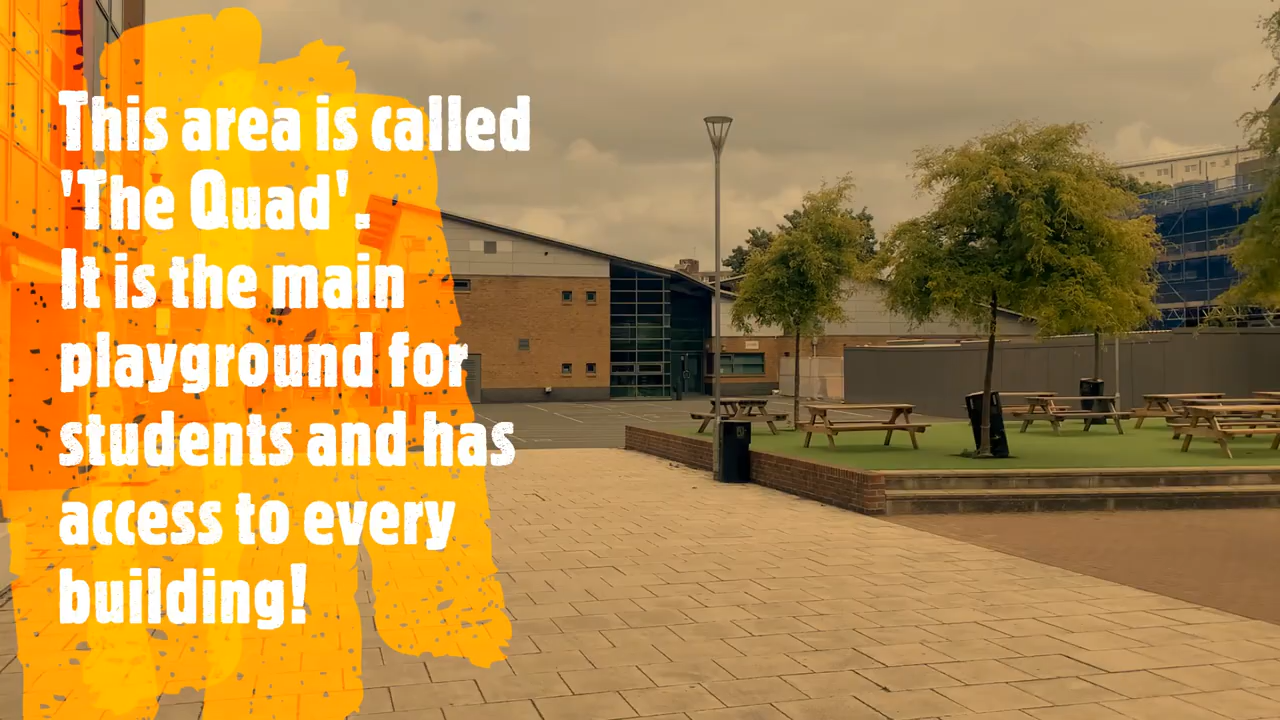 This area is called
'The Quad'.
It is the main
playground for
students and has
access to every
building!